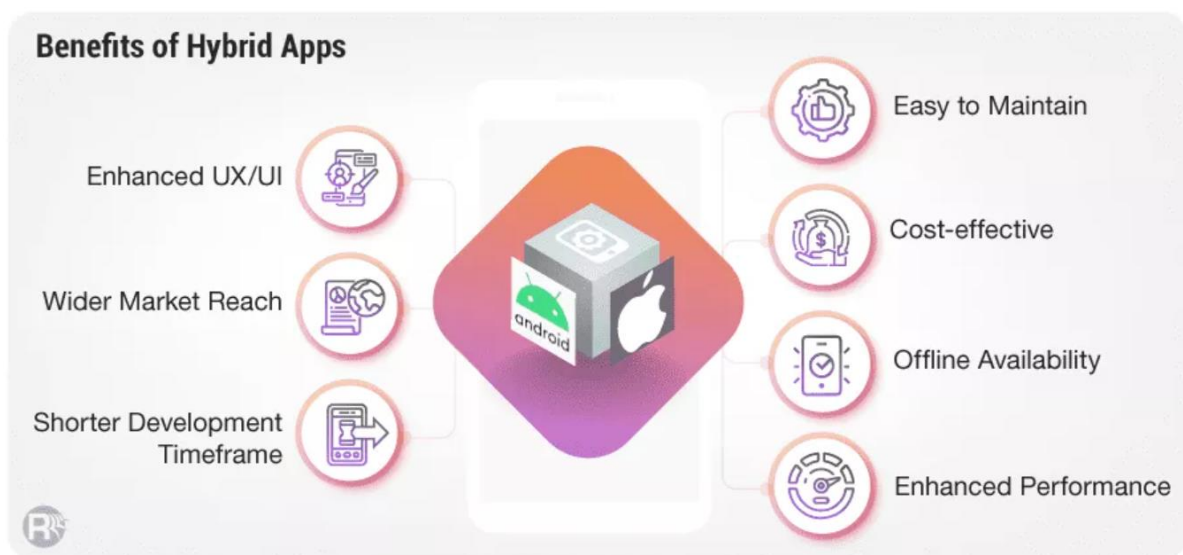 Benefits of Hybrid Apps
Enhanced UX/UI
Wider Market Reach
Shorter Development
Timeframe
android
Easy to Maintain
Cost-effective
Offline Availability
Enhanced Performance
$
R